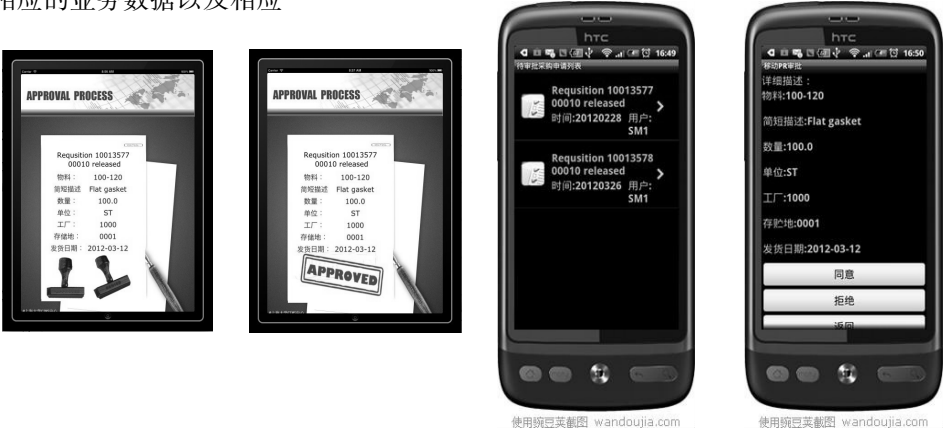 相应的业务数据以及相应
APPROVAL PROCESS
Requsition 10013577
00010 released
物料： 100-120
简短描述 Flat gasket
数量： 100.0
单位： ST
工厂： 1000
存储地： 0001
发货日期： 2012-03-12
APPROVAL PROCESS
Requsition 10013577
00010 released
物料： 100-120
简短描述 Flat gasket
数量： 100.0
单位： ST
工厂： 1000
存储地： 0001
发货日期： 2012-03-12
APPROVED
hTC
16:49
待审批采购申请列表
Requsition 10013577
00010 released
时间:20120228 用户:
SM1
Requsition 10013578
00010 released
时间:20120326 用户:
SM1
使用豌豆荚截图 wandoujia.com
hTC
16:50
移动PR审批
详细描述：
物料:100-120
简短描述:Flat gasket
数量:100.0
单位:ST
工厂:1000
存贮地:0001
发货日期:2012-03-12
同意
拒绝
返回
使用豌豆荚截图 wandoujia.com